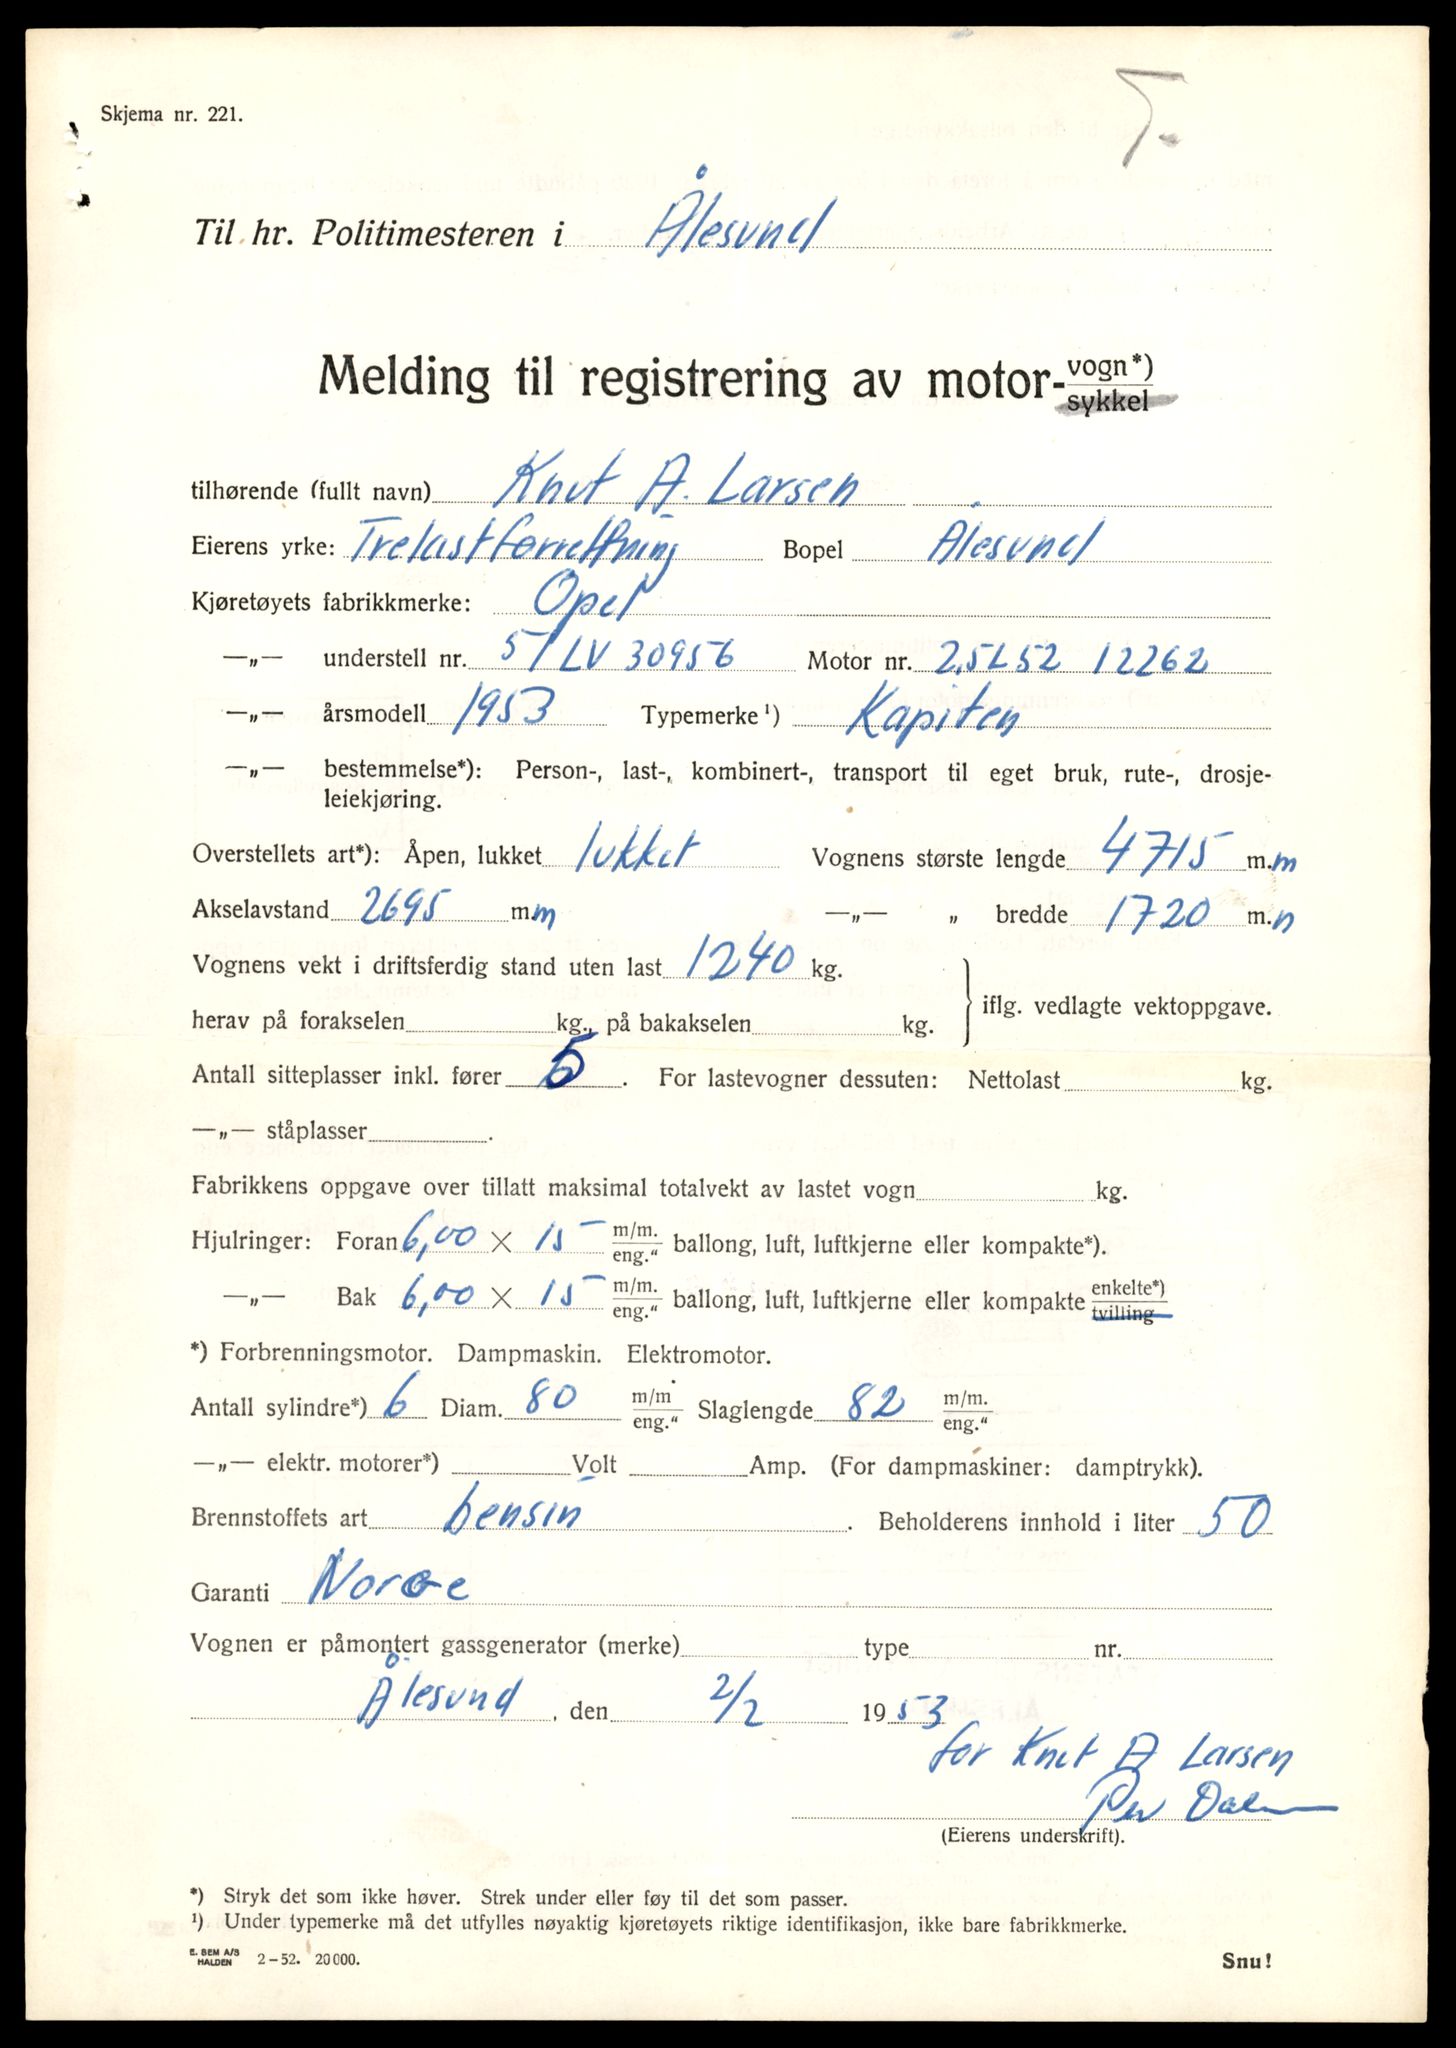 Skjema nr. 221.
5.
Til hr. Politimesteren i Ålesund
Melding til registrering av motor- vogn*) sykkel
tilhørende (fullt navn) Knut A. Larsen
Eierens yrke: Trelastforrettning Bopel Ålesund
Kjøretøyets fabrikkmerke: Opel
—„— understell nr. 51 LV 30956 Motor nr. 2,5L52 12262
—„— årsmodell 1953 Typemerke¹) Kapiten
—„— bestemmelse*): Person-, last-, kombinert-, transport til eget bruk, rute-, drosje-
leiekjøring.
Overstellets art*): Åpen, lukket lukket Vognens største lengde 4715 m.m
Akselavstand 2695 mm —„— „ bredde 1720 m.m
Vognens vekt i driftsferdig stand uten last 1240 kg.
herav på forakselen kg., på bakakselen kg. iflg. vedlagte vektoppgave.
Antall sitteplasser inkl. fører 5. For lastevogner dessuten: Nettolast kg.
—„— ståplasser .
Fabrikkens oppgave over tillatt maksimal totalvekt av lastet vogn kg.
Hjulringer: Foran 6,00 × 15 m/m. eng." ballong, luft, luftkjerne eller kompakte*).
—„— Bak 6,00 × 15 m/m. eng." ballong, luft, luftkjerne eller kompakte enkelte*) tvilling
*) Forbrenningsmotor. Dampmaskin. Elektromotor.
Antall sylindre*) 6 Diam. 80 m/m eng." Slaglengde 82 m/m. eng."
—„— elektr. motorer*) Volt Amp. (For dampmaskiner: damptrykk).
Brennstoffets art bensin . Beholderens innhold i liter 50
Garanti Norge
Vognen er påmontert gassgenerator (merke) type nr.
Ålesund , den 2/2 1953
for Knut A Larsen
Per
(Eierens underskrift).
*) Stryk det som ikke høver. Strek under eller føy til det som passer.
¹) Under typemerke må det utfylles nøyaktig kjøretøyets riktige identifikasjon, ikke bare fabrikkmerke.
E. SEM A/S HALDEN 2–52. 20000.
Snu!